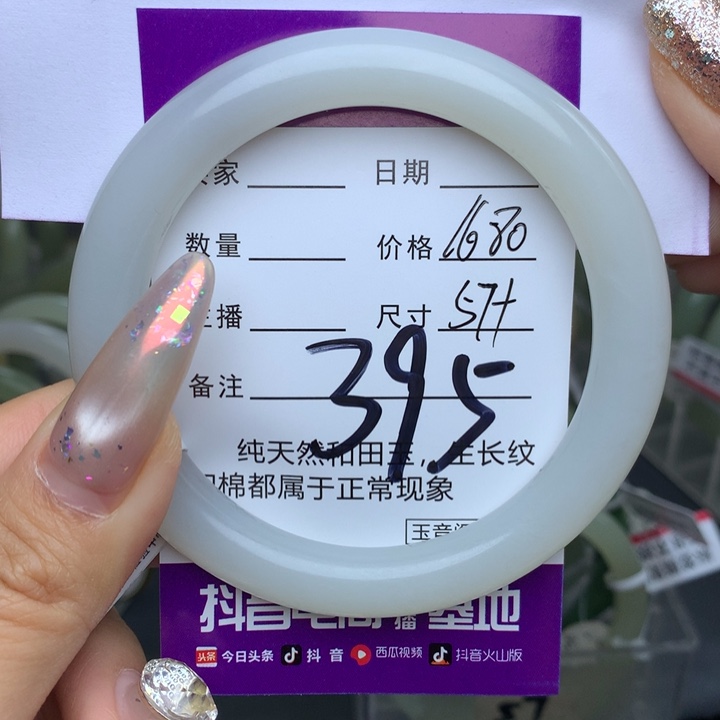 家 日期
数量 价格 1680
播 尺寸 57+
395
备注
纯天然和田玉，生长纹
棉都属于正常现象
玉音
抖音电商直播基地
头条 今日头条 抖音 西瓜视频 抖音火山版